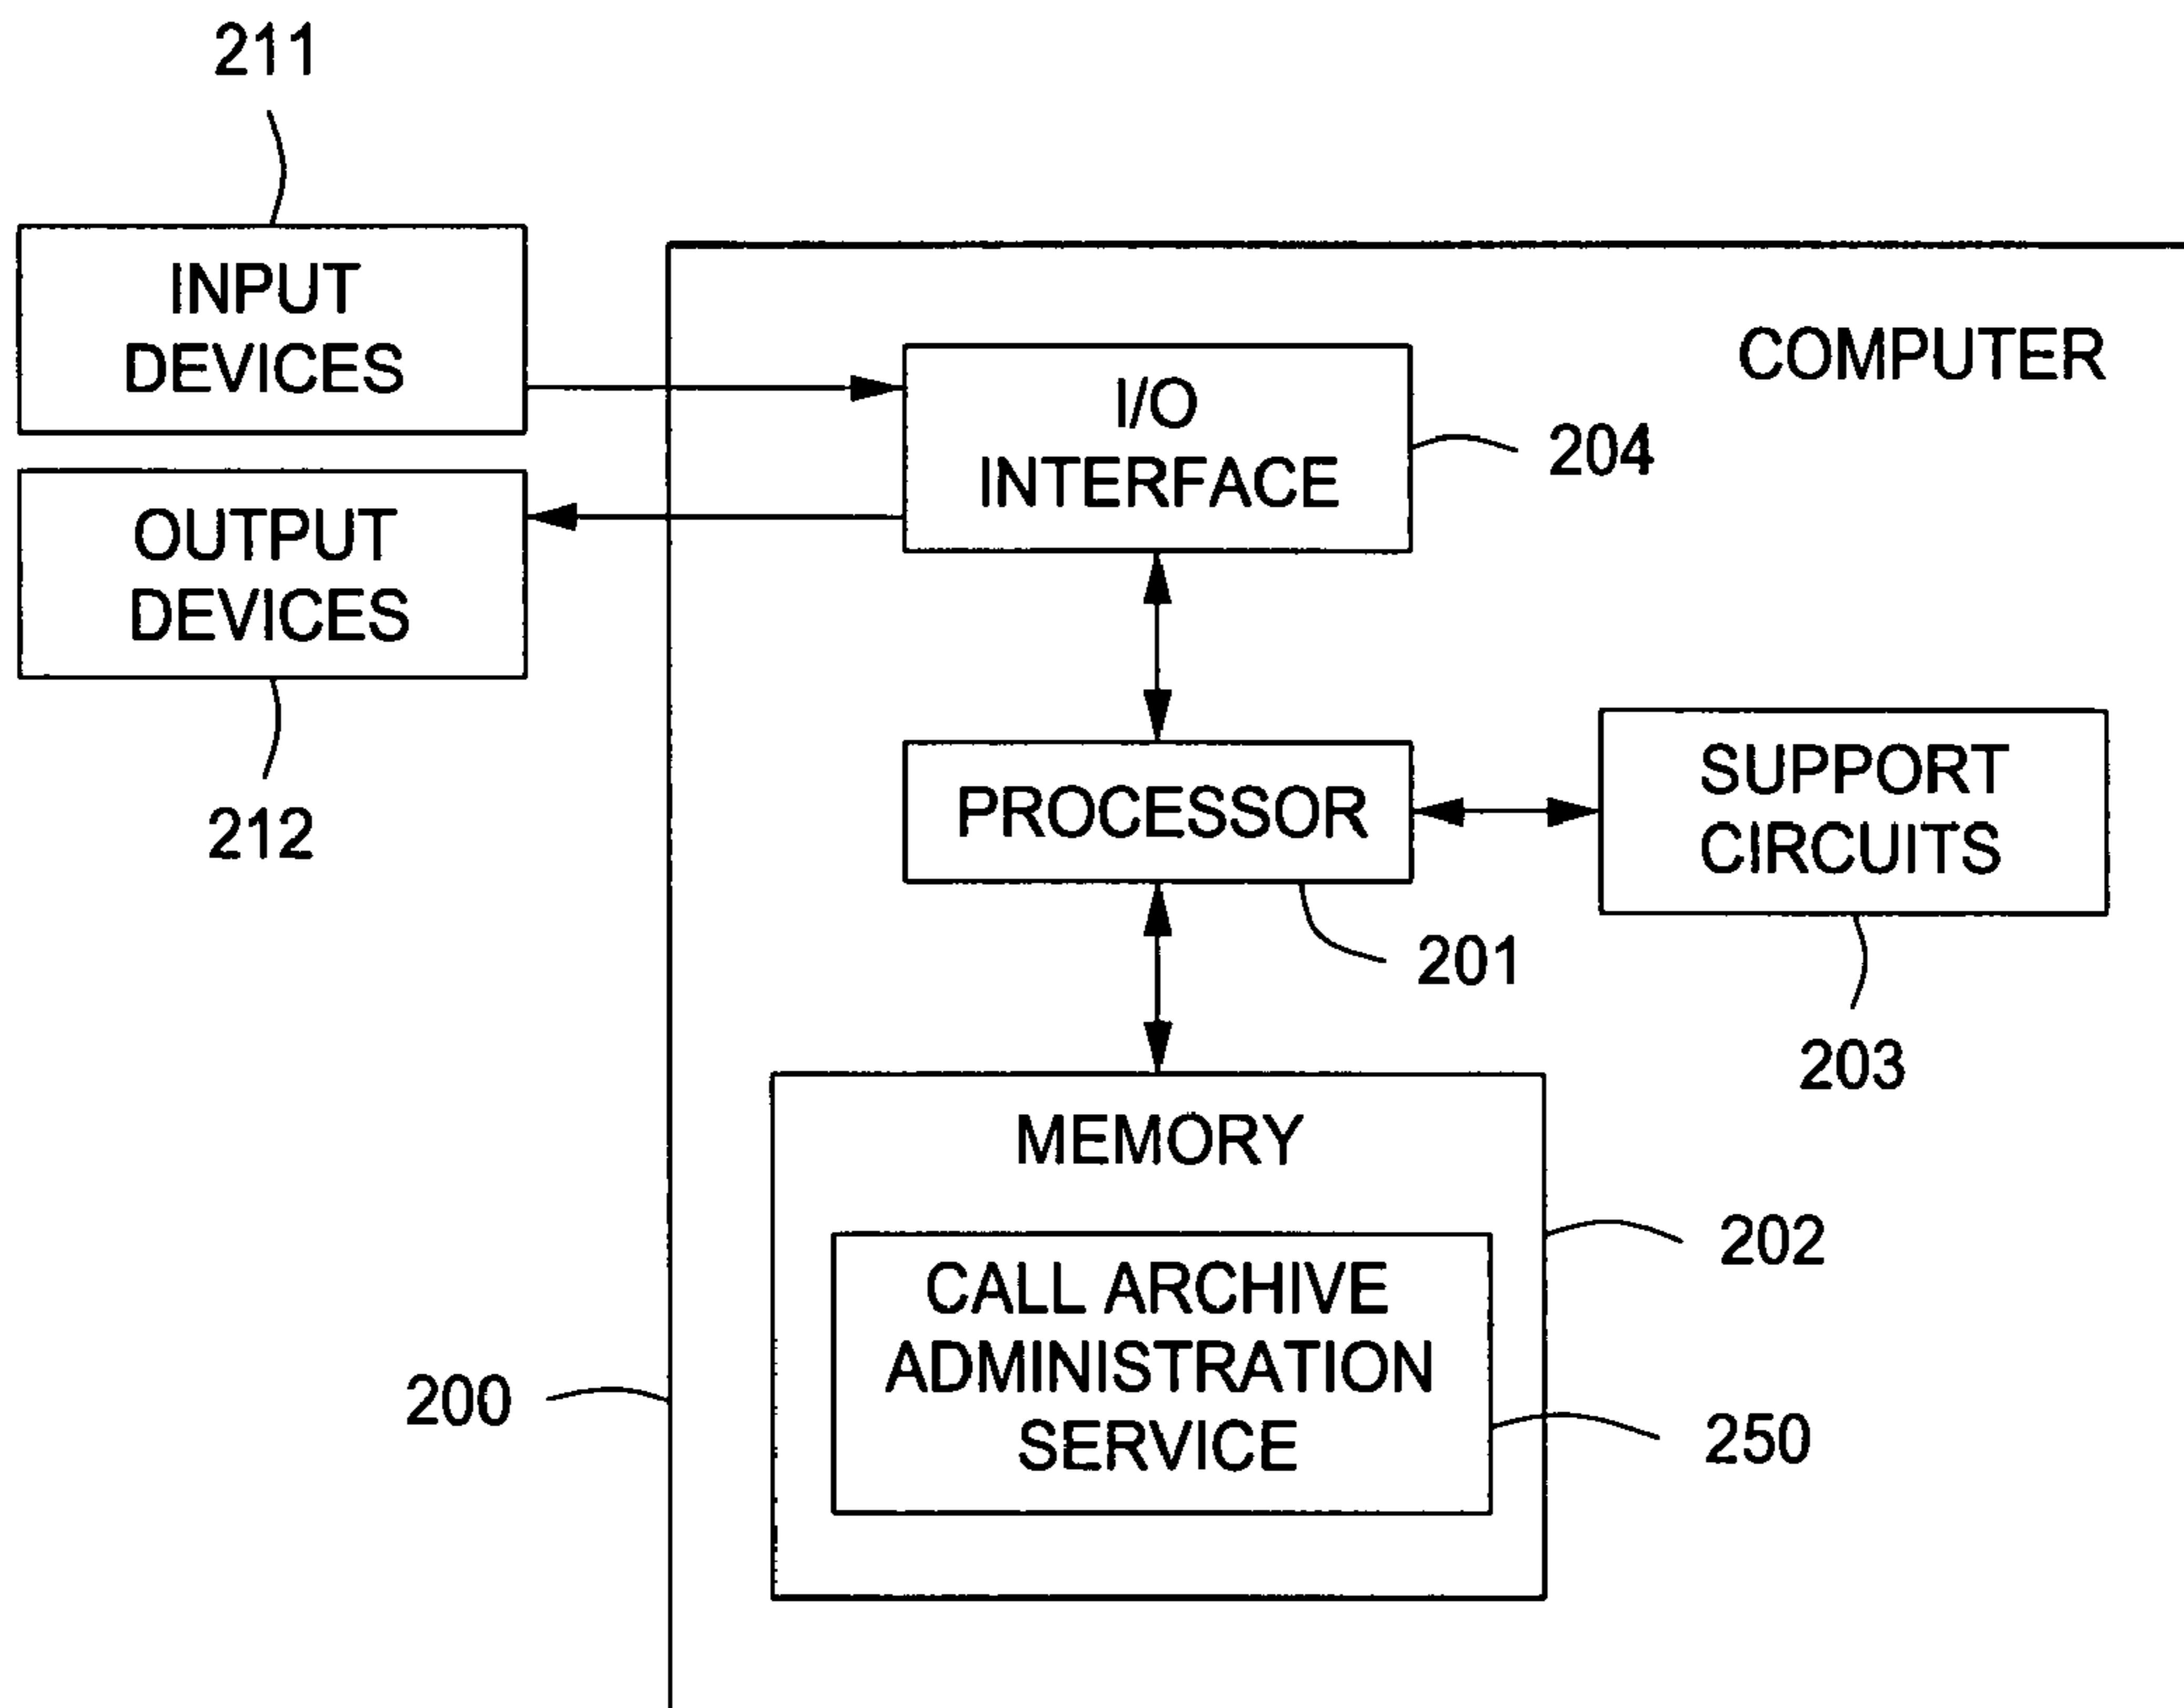 211
INPUT
DEVICES
OUTPUT
DEVICES
212
COMPUTER
I/O
INTERFACE
204
PROCESSOR
201
SUPPORT
CIRCUITS
203
MEMORY
202
CALL ARCHIVE
ADMINISTRATION
SERVICE
250
200